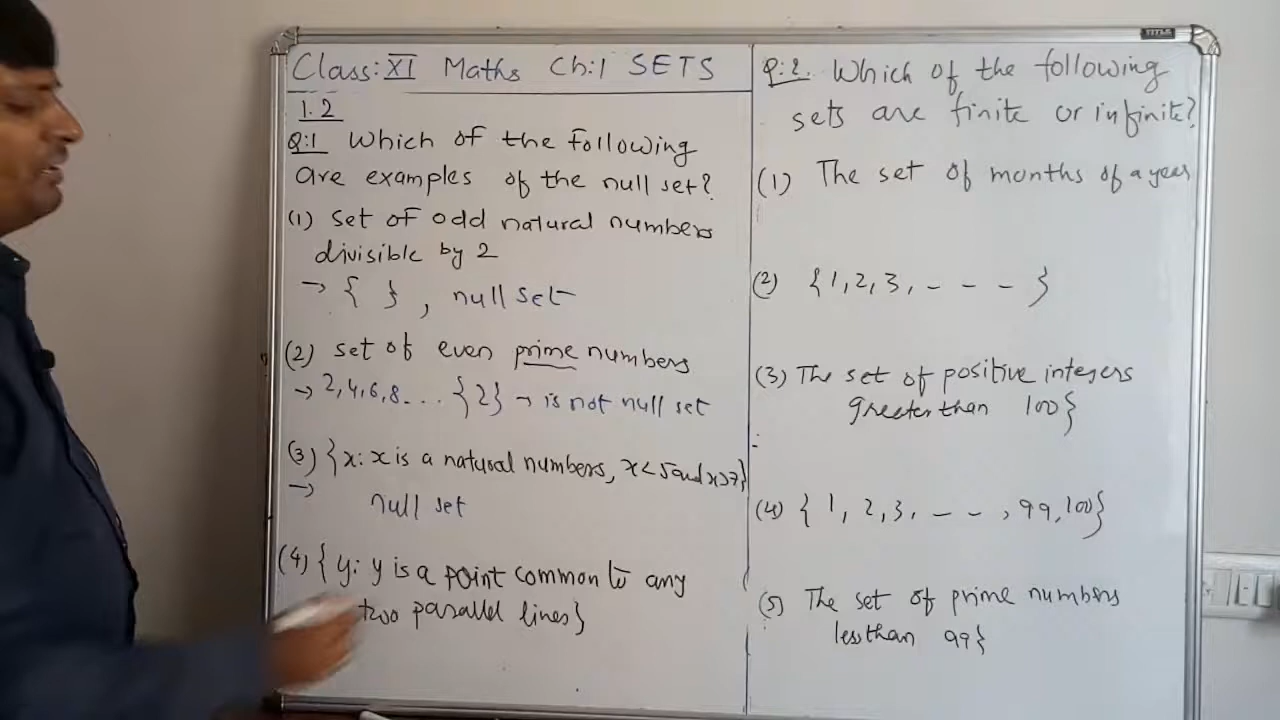 TITLE
Class: XI Maths Ch:1 SETS
1.2
Q:1 Which of the following
are examples of the null set?
(1) set of odd natural numbers
divisible by 2
→ { } , null set
(2) set of even prime numbers
→ 2,4,6,8 ... {2} → is not null set
(3) {x: x is a natural numbers, x<5 and x>7}
→ null set
(4) { y: y is a point common to any
two parallel lines}
Q:2. Which of the following
sets are finite or infinite?
(1) The set of months of a year
(2) {1,2,3, - - - }
(3) The set of positive integers
greater than 100}
(4) { 1, 2,3, - - , 99,100}
(5) The set of prime numbers
less than 99}